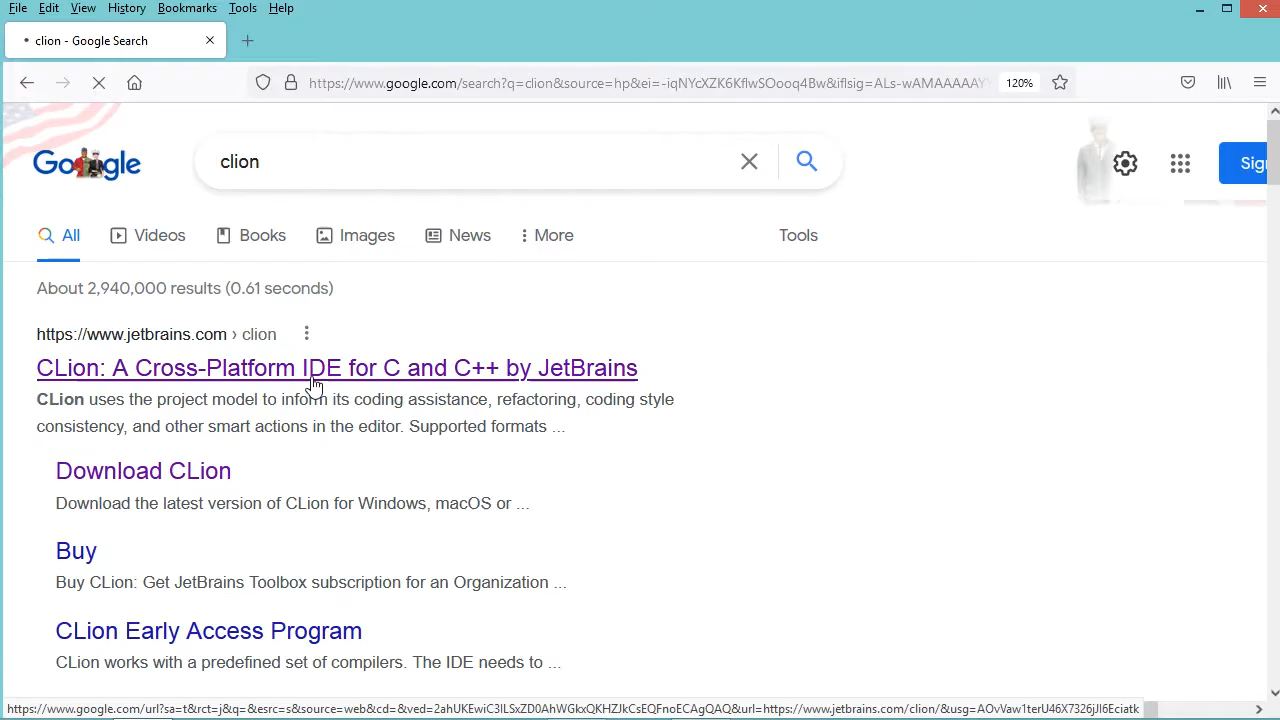 File Edit View History Bookmarks Tools Help
clion - Google Search
https://www.google.com/search?q=clion&source=hp&ei=-iqNYcXZK6KflwSOooq4Bw&iflsig=ALs-wAMAAAAAY
120%
Google
clion
Sig
All Videos Books Images News More Tools
About 2,940,000 results (0.61 seconds)
https://www.jetbrains.com › clion
CLion: A Cross-Platform IDE for C and C++ by JetBrains
CLion uses the project model to inform its coding assistance, refactoring, coding style
consistency, and other smart actions in the editor. Supported formats ...
Download CLion
Download the latest version of CLion for Windows, macOS or ...
Buy
Buy CLion: Get JetBrains Toolbox subscription for an Organization ...
CLion Early Access Program
CLion works with a predefined set of compilers. The IDE needs to ...
https://www.google.com/url?sa=t&rct=j&q=&esrc=s&source=web&cd=&ved=2ahUKEwiC3ILSxZD0AhWGkxQKHZJkCsEQFnoECAgQAQ&url=https://www.jetbrains.com/clion/&usg=AOvVaw1terU46X7326jJI6Eciatk